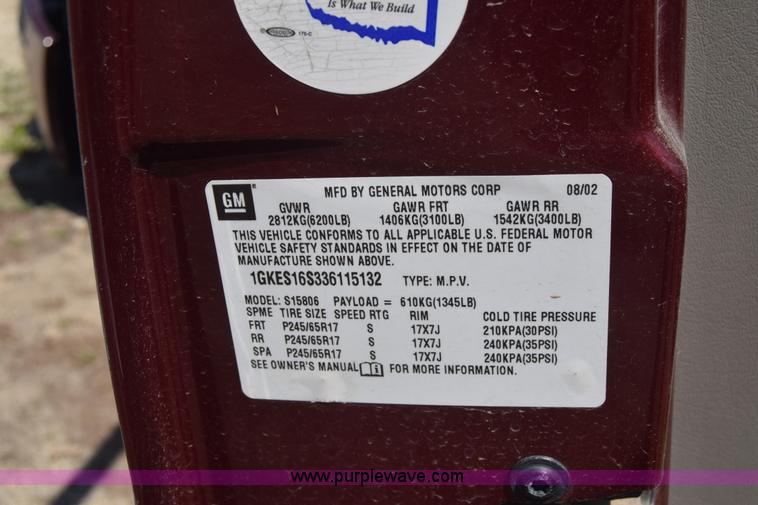 Is What We Build
176-C
GM
MFD BY GENERAL MOTORS CORP 08/02
GVWR GAWR FRT GAWR RR
2812KG(6200LB) 1406KG(3100LB) 1542KG(3400LB)
THIS VEHICLE CONFORMS TO ALL APPLICABLE U.S. FEDERAL MOTOR
VEHICLE SAFETY STANDARDS IN EFFECT ON THE DATE OF
MANUFACTURE SHOWN ABOVE.
1GKES16S336115132 TYPE: M.P.V.
MODEL: S15806 PAYLOAD = 610KG(1345LB)
SPME TIRE SIZE SPEED RTG RIM COLD TIRE PRESSURE
FRT P245/65R17 S 17X7J 210KPA(30PSI)
RR P245/65R17 S 17X7J 240KPA(35PSI)
SPA P245/65R17 S 17X7J 240KPA(35PSI)
SEE OWNER'S MANUAL FOR MORE INFORMATION.
www.purplewave.com